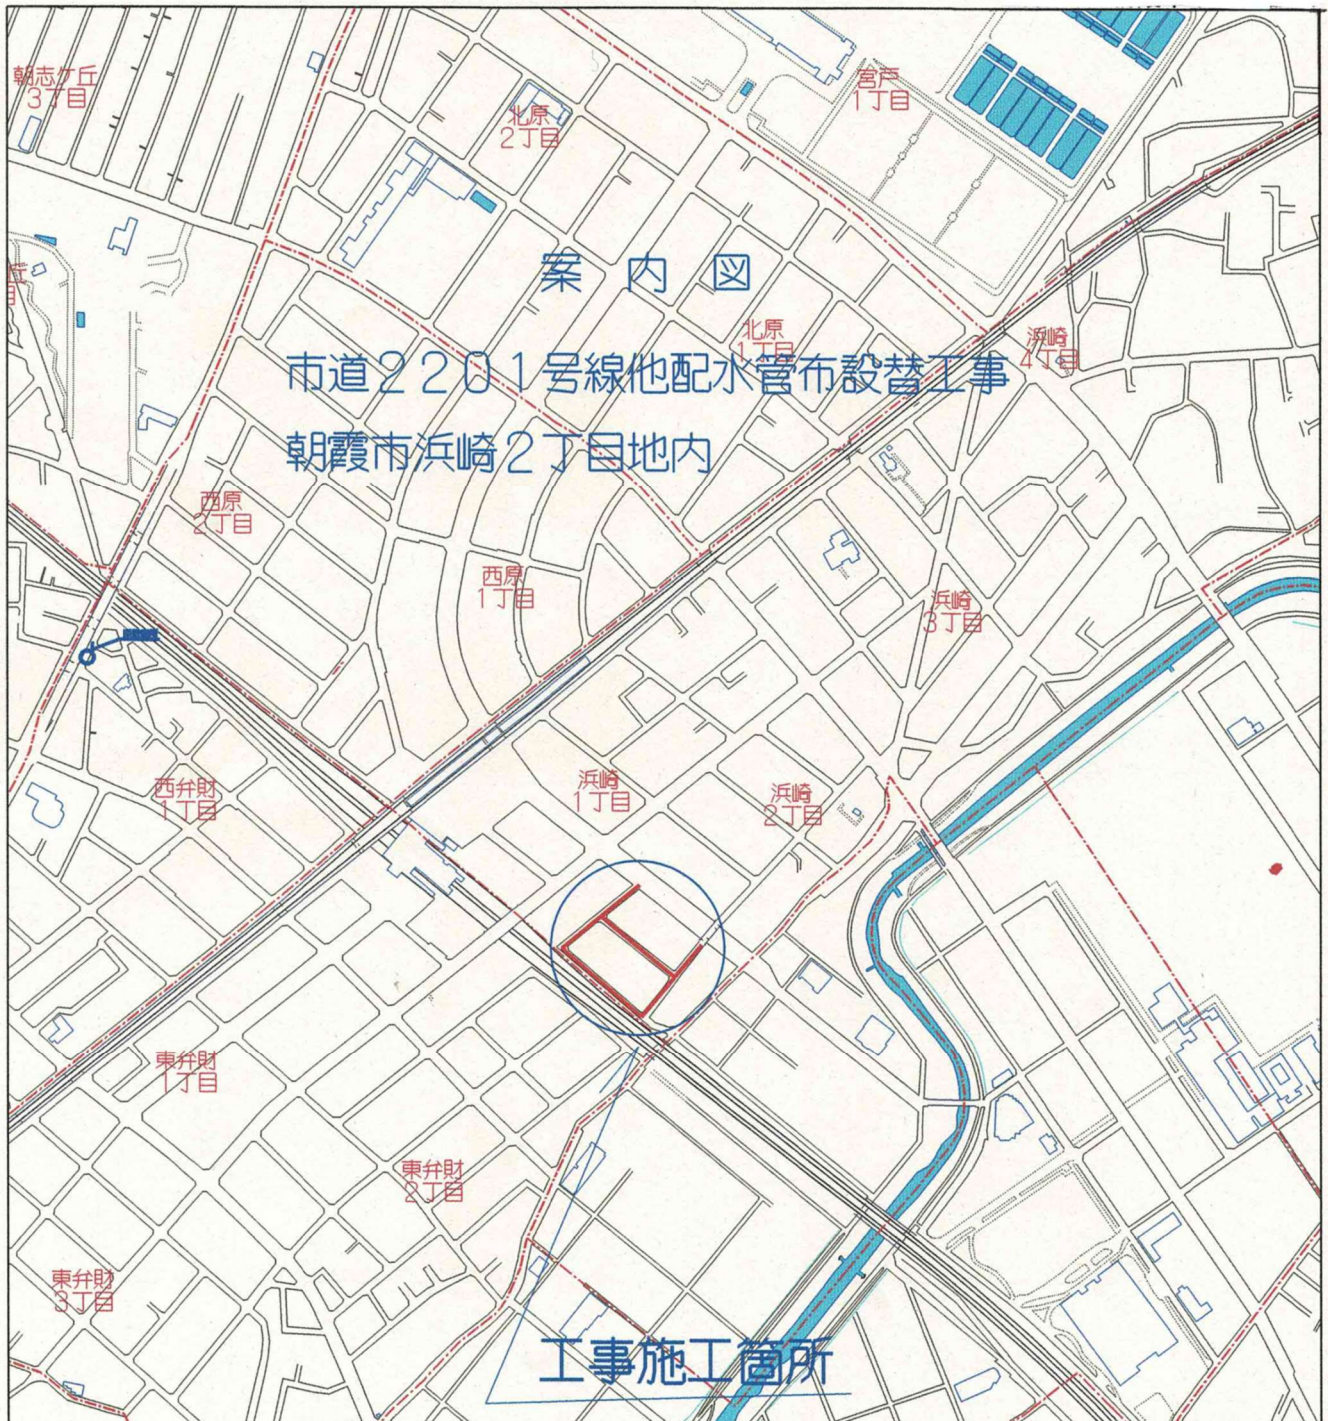 朝志ケ丘
3丁目
北原
2丁目
宮戸
1丁目
案内図
北原
1丁目
浜崎
4丁目
市道2201号線他配水管布設替工事
朝霞市浜崎2丁目地内
西原
2丁目
西原
1丁目
浜崎
3丁目
西弁財
1丁目
浜崎
1丁目
浜崎
2丁目
東弁財
1丁目
東弁財
2丁目
東弁財
3丁目
工事施工箇所